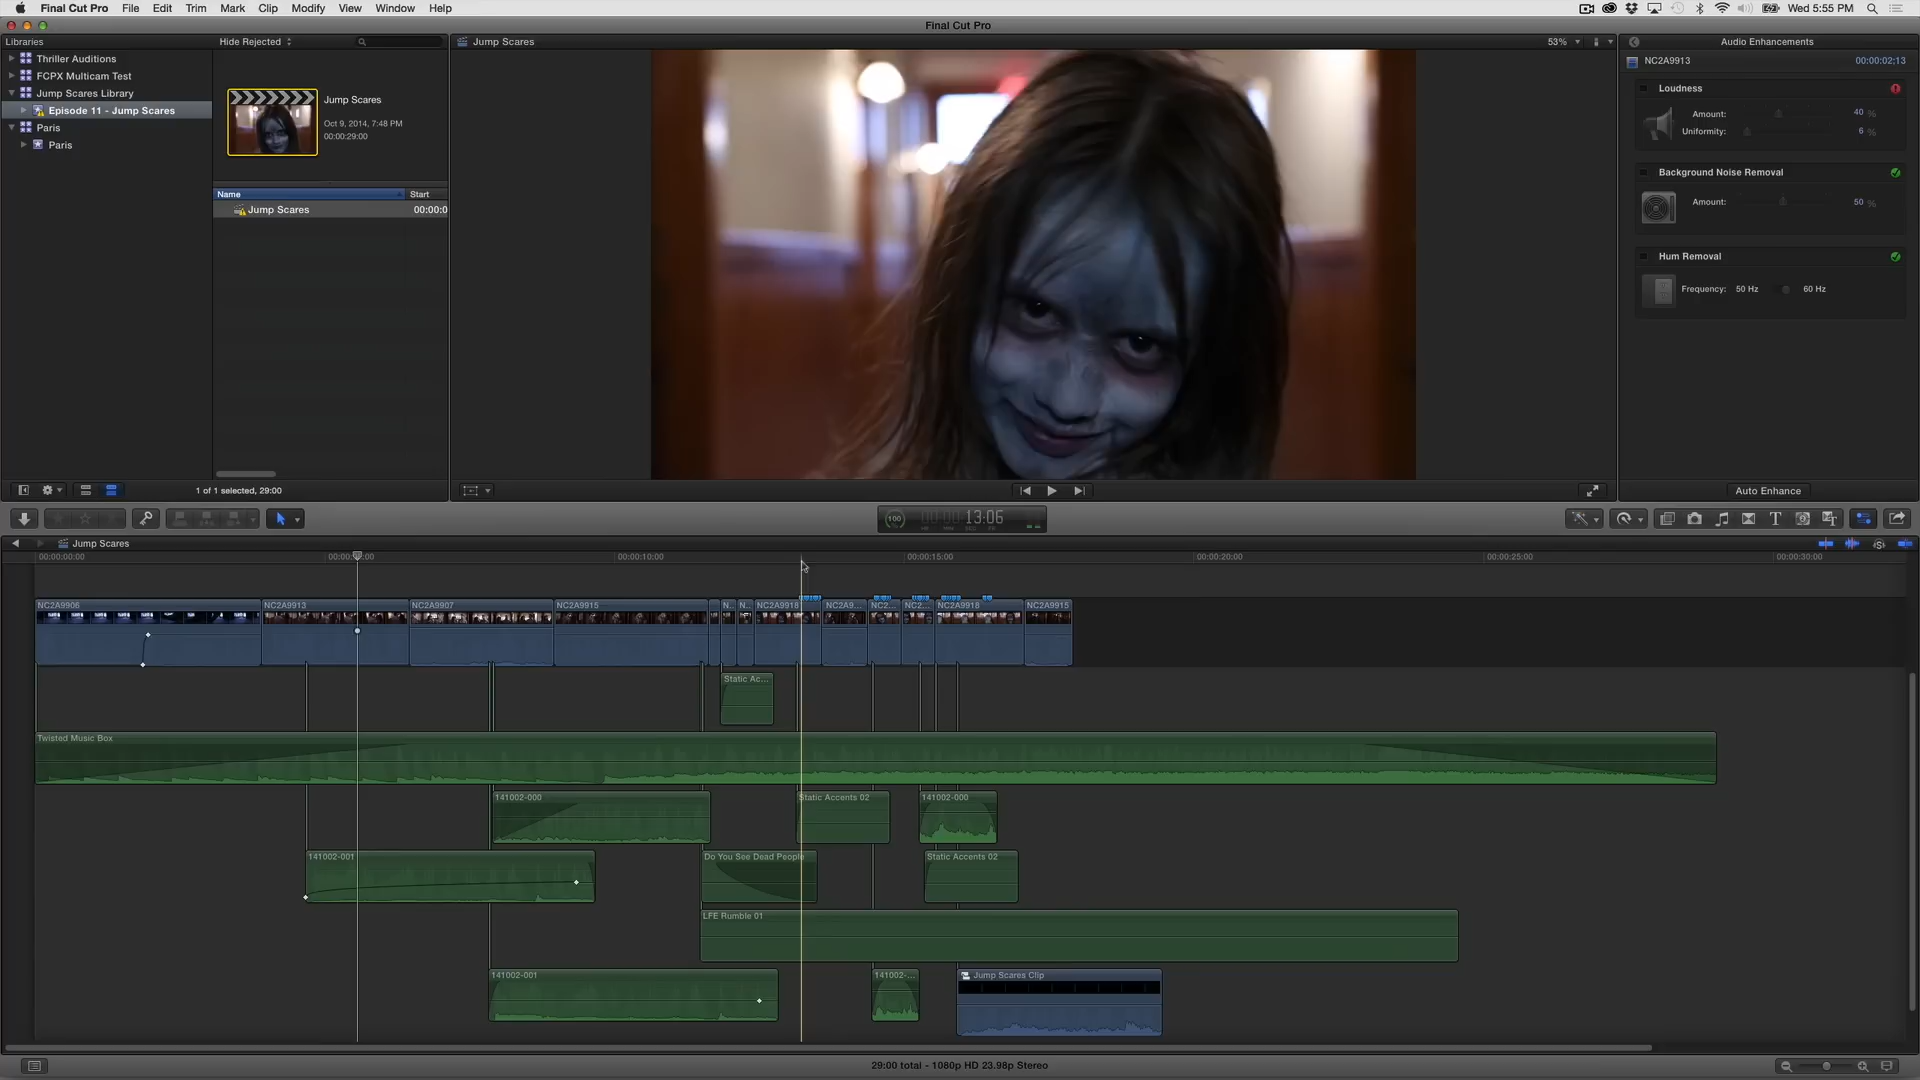 Final Cut Pro File Edit Trim Mark Clip Modify View Window Help
Wed 5:55 PM
Final Cut Pro
Libraries
Thriller Auditions
FCPX Multicam Test
Jump Scares Library
Episode 11 - Jump Scares
Paris
Paris
Hide Rejected
Jump Scares
Oct 9, 2014, 7:48 PM
00:00:29:00
Name Start
Jump Scares 00:00:0
1 of 1 selected, 29:00
Jump Scares
53%
Audio Enhancements
NC2A9913 00:00:02;13
Loudness
Amount: 40 %
Uniformity: 6 %
Background Noise Removal
Amount: 50 %
Hum Removal
Frequency: 50 Hz 60 Hz
Auto Enhance
100 13:06
Jump Scares
00:00:00:00 00:00:10:00 00:00:15:00 00:00:20:00 00:00:25:00 00:00:30:00
NC2A9906 NC2A9913 NC2A9907 NC2A9915 N... N... NC2A9918 NC2A9... NC2... NC2... NC2A9918 NC2A9915
Static Ac...
Twisted Music Box
141002-000 Static Accents 02 141002-000
141002-001 Do You See Dead People Static Accents 02
LFE Rumble 01
141002-001 141002-... Jump Scares Clip
29:00 total - 1080p HD 23.98p Stereo